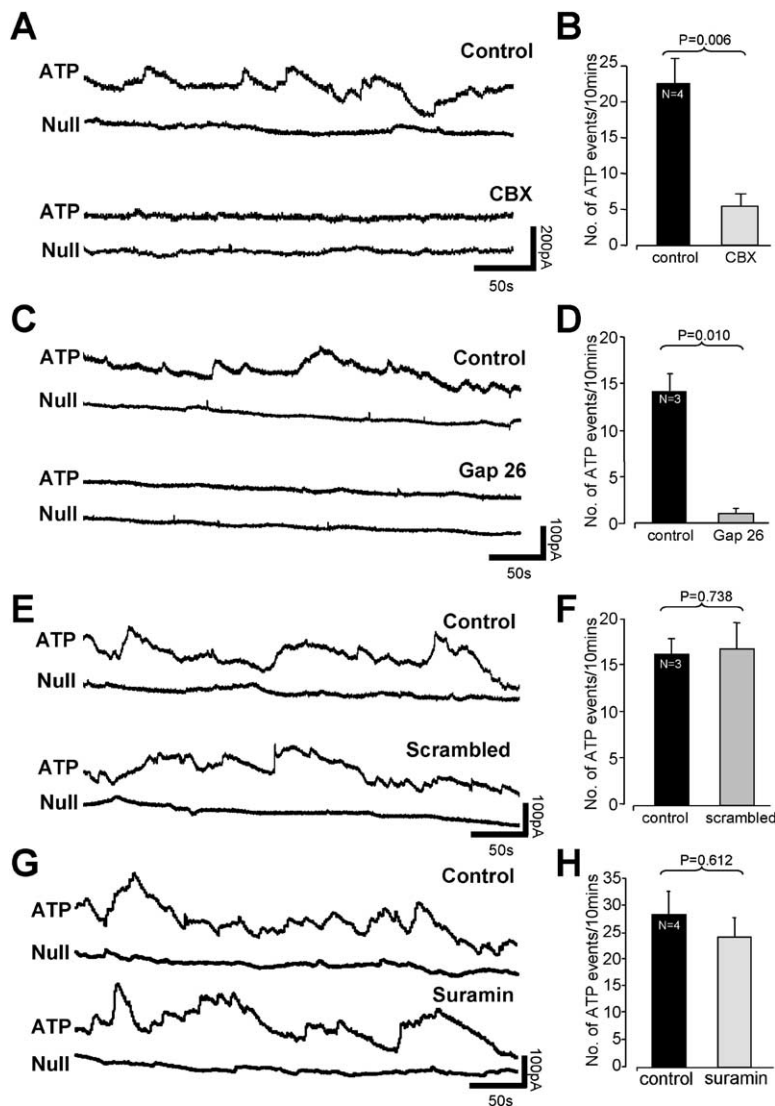 A
Control
ATP
Null
CBX
ATP
Null
200pA
50s
B
P=0.006
No. of ATP events/10mins
25
20
15
10
5
0
N=4
control CBX
C
Control
ATP
Null
Gap 26
ATP
Null
100pA
50s
D
P=0.010
No. of ATP events/10mins
20
15
10
5
0
N=3
control Gap 26
E
Control
ATP
Null
Scrambled
ATP
Null
100pA
50s
F
P=0.738
No. of ATP events/10mins
20
15
10
5
0
N=3
control scrambled
G
Control
ATP
Null
Suramin
ATP
Null
100pA
50s
H
P=0.612
No. of ATP events/10mins
35
30
25
20
15
10
5
0
N=4
control suramin